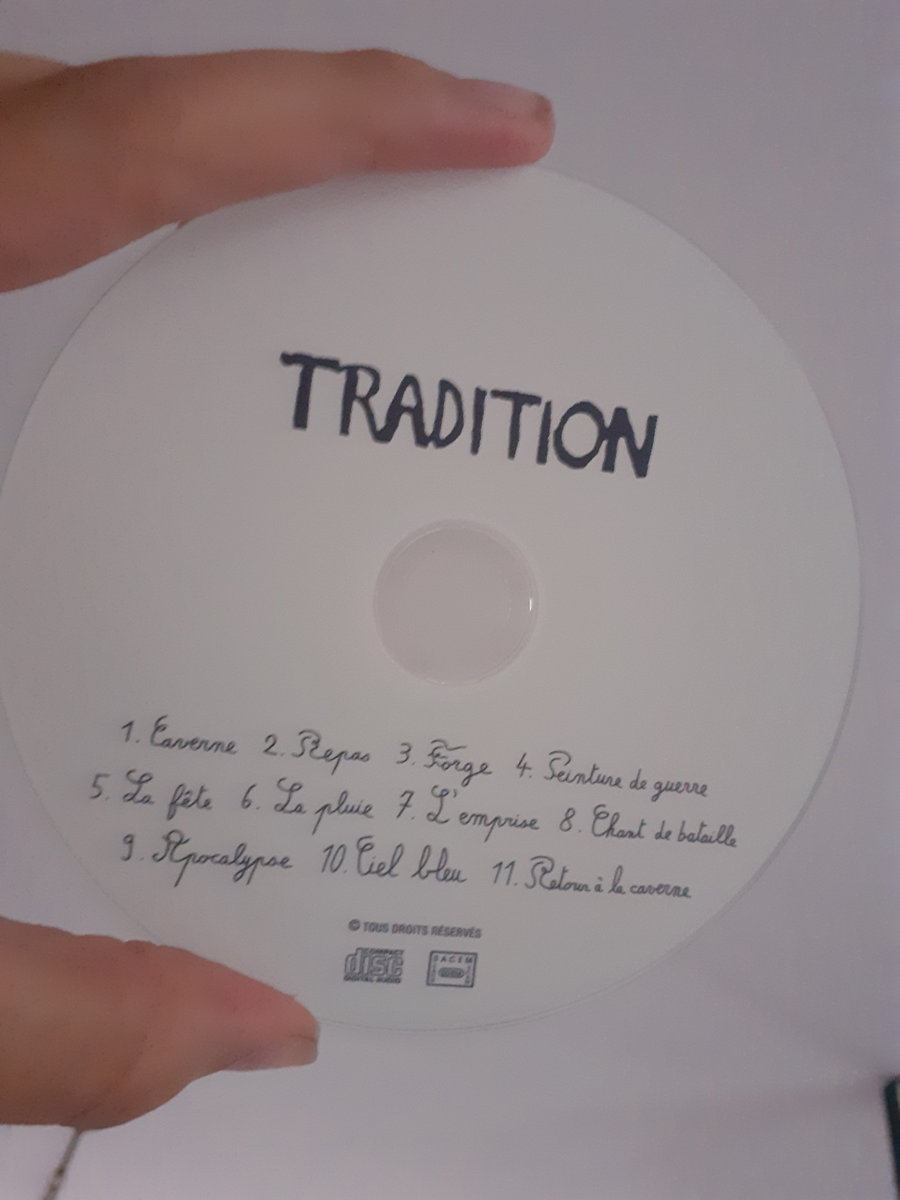 TRADITION
1. Caverne 2. Repas 3. Forge 4. Peinture de guerre
5. La fête 6. La pluie 7. L'emprise 8. Chant de bataille
9. Apocalypse 10. Ciel bleu 11. Retour à la caverne
© TOUS DROITS RÉSERVÉS
COMPACT
disc
DIGITAL AUDIO
SACEM